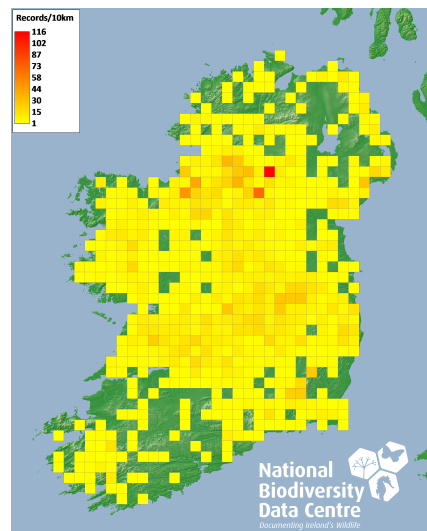 Records/10km
116
102
87
73
58
44
30
15
1
National
Biodiversity
Data Centre
Documenting Ireland's Wildlife